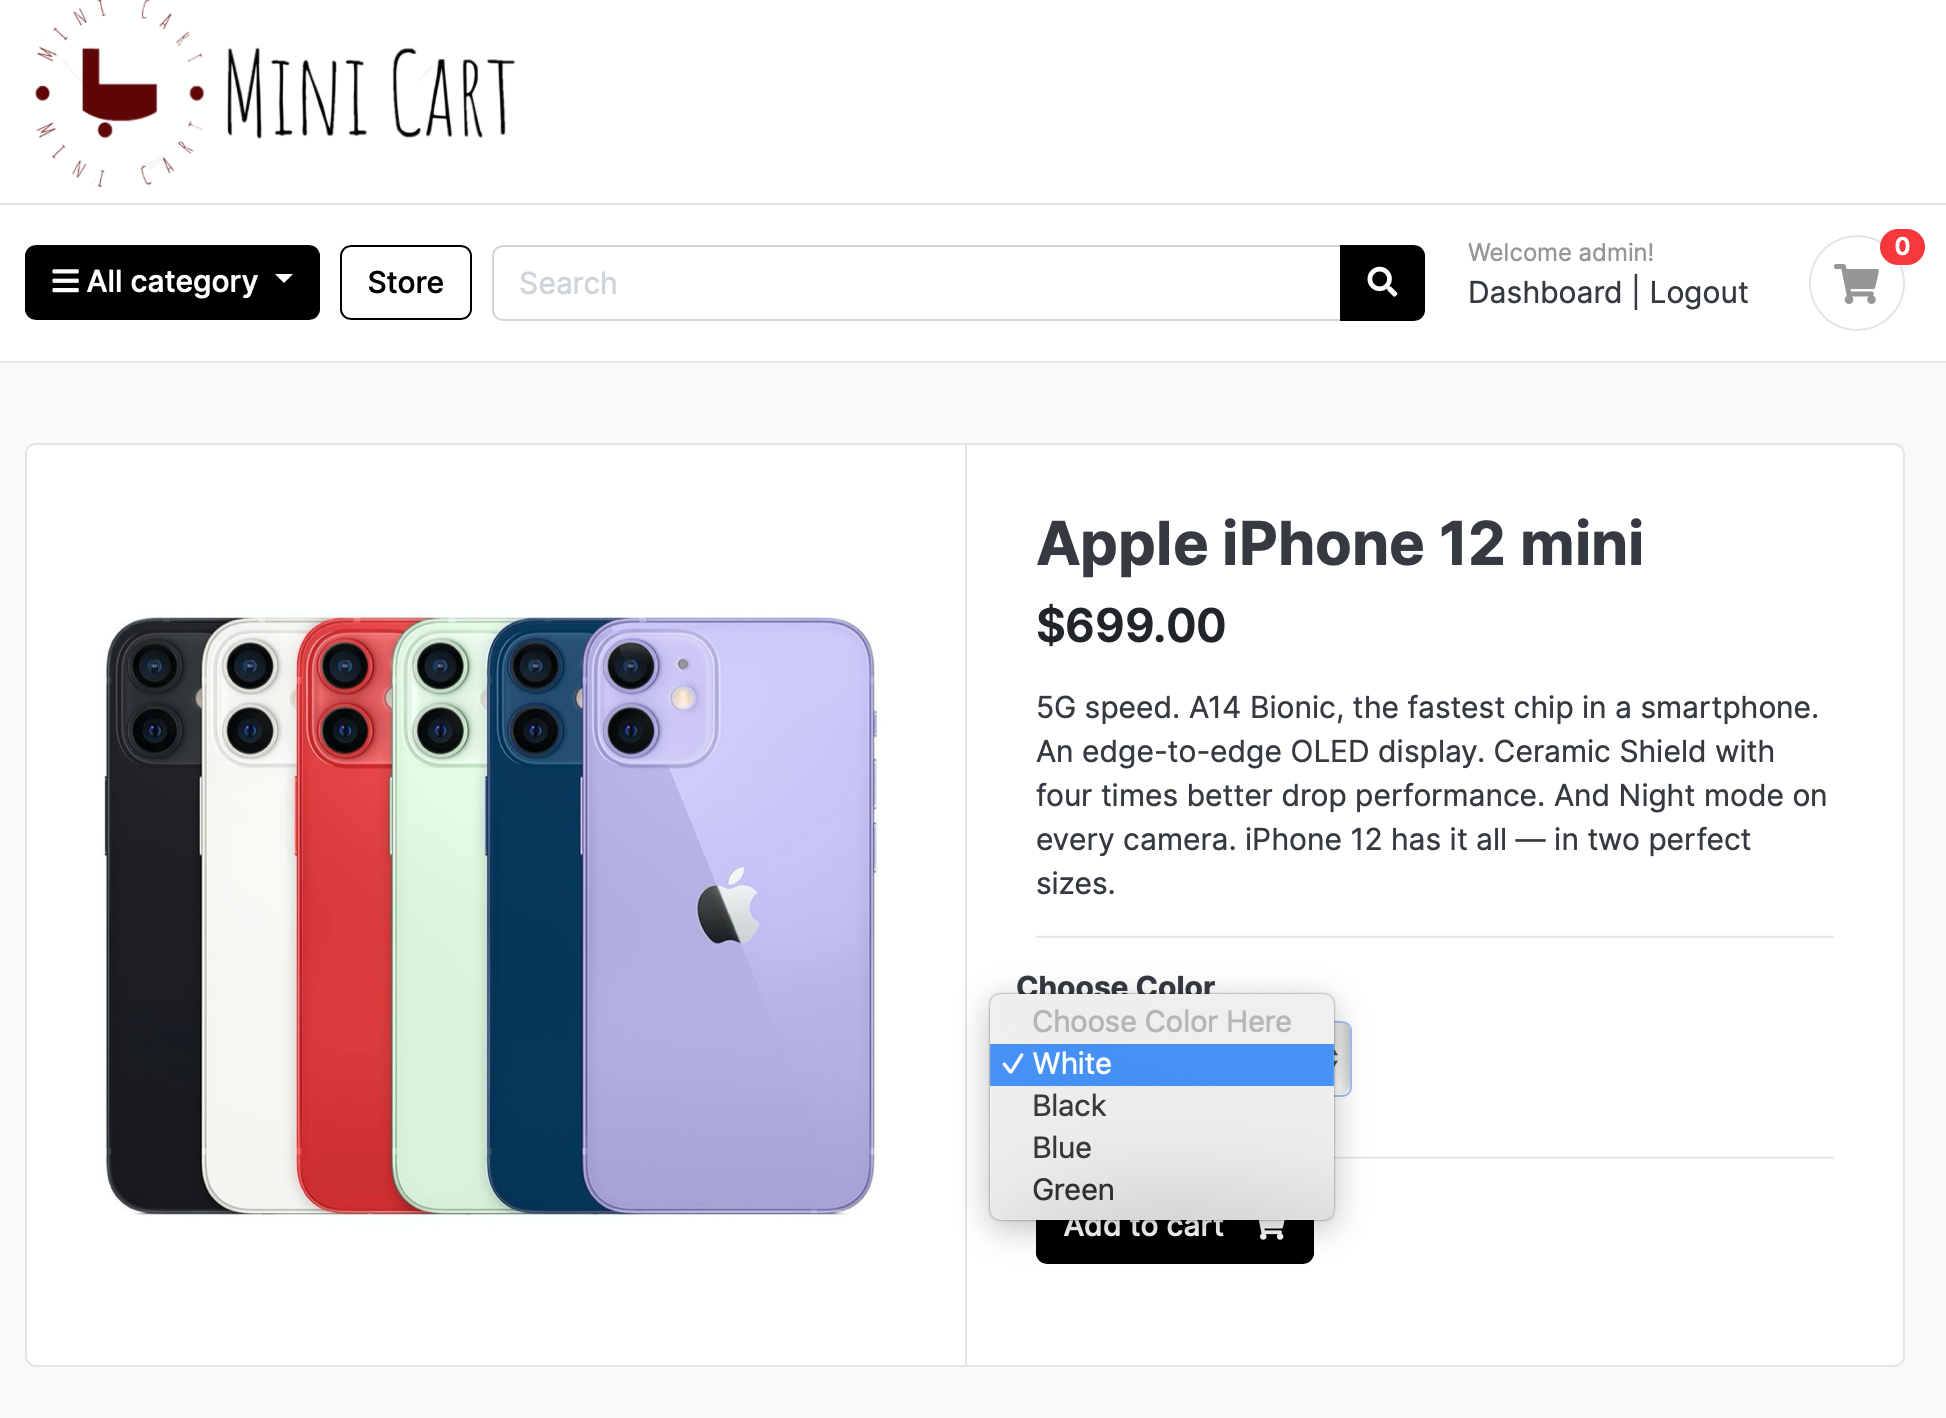 MINI CART
MINI CART
MINI CART
All category
Store
Search
Welcome admin!
Dashboard | Logout
0
Apple iPhone 12 mini
$699.00
5G speed. A14 Bionic, the fastest chip in a smartphone.
An edge-to-edge OLED display. Ceramic Shield with
four times better drop performance. And Night mode on
every camera. iPhone 12 has it all — in two perfect
sizes.
Choose Color
Choose Color Here
White
Black
Blue
Green
Add to cart